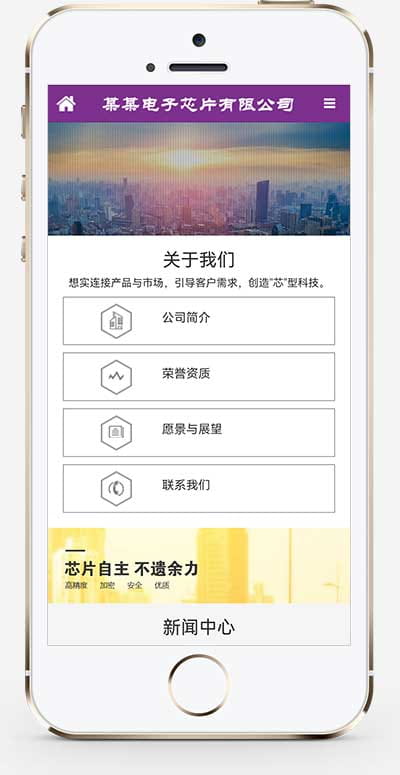 某某电子芯片有限公司
关于我们
想实连接产品与市场，引导客户需求，创造"芯"型科技。
公司简介
荣誉资质
愿景与展望
联系我们
芯片自主 不遗余力
高精度 加密 安全 优质
新闻中心